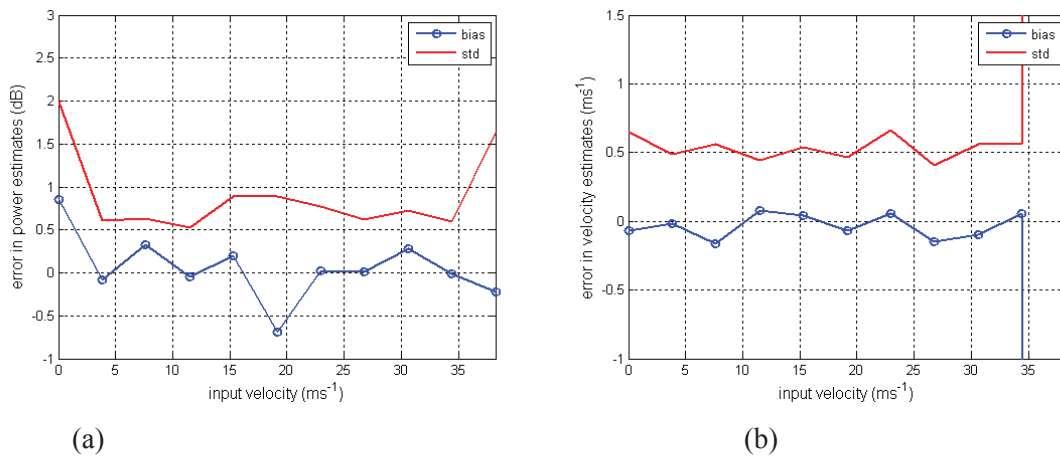 3
2.5
2
1.5
1
0.5
0
-0.5
-1
error in power estimates (dB)
bias
std
0 5 10 15 20 25 30 35
input velocity (ms⁻¹)
(a)
1.5
1
0.5
0
-0.5
-1
error in velocity estimates (ms¹)
bias
std
0 5 10 15 20 25 30 35
input velocity (ms⁻¹)
(b)